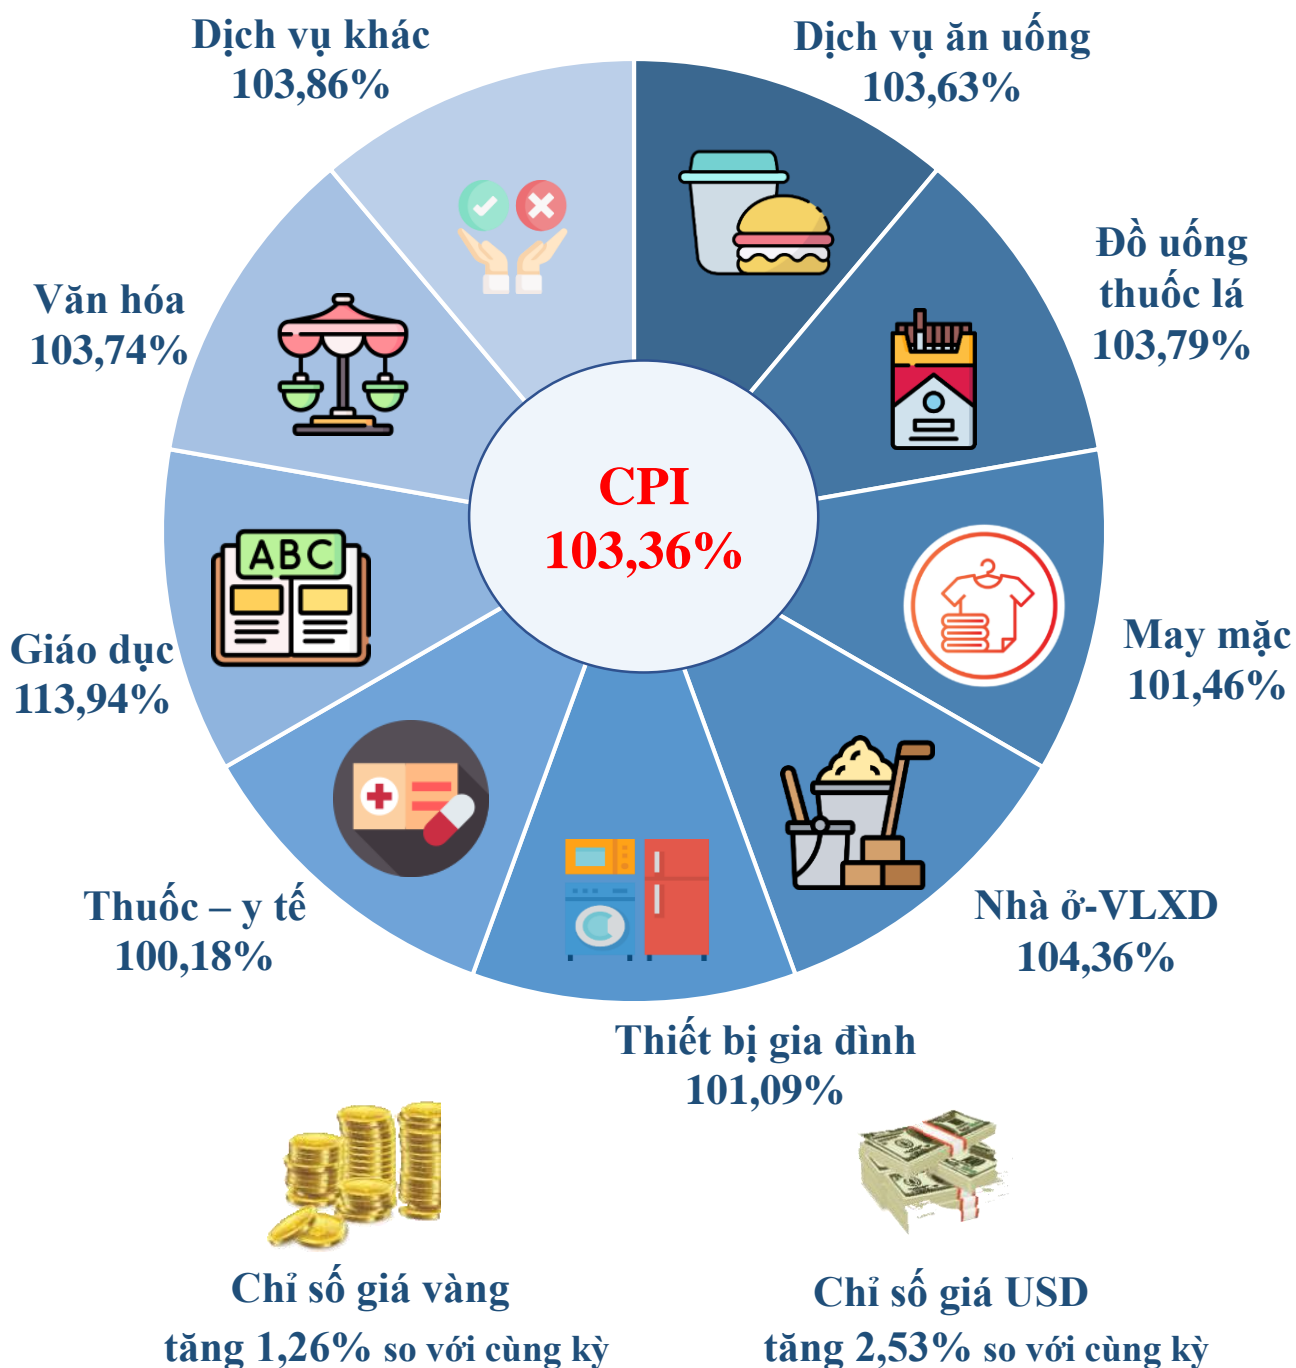 Dịch vụ khác
103,86%
Dịch vụ ăn uống
103,63%
Đồ uống
thuốc lá
103,79%
Văn hóa
103,74%
CPI
103,36%
ABC
Giáo dục
113,94%
May mặc
101,46%
Thuốc – y tế
100,18%
Nhà ở-VLXD
104,36%
Thiết bị gia đình
101,09%
Chỉ số giá vàng
tăng 1,26% so với cùng kỳ
Chỉ số giá USD
tăng 2,53% so với cùng kỳ